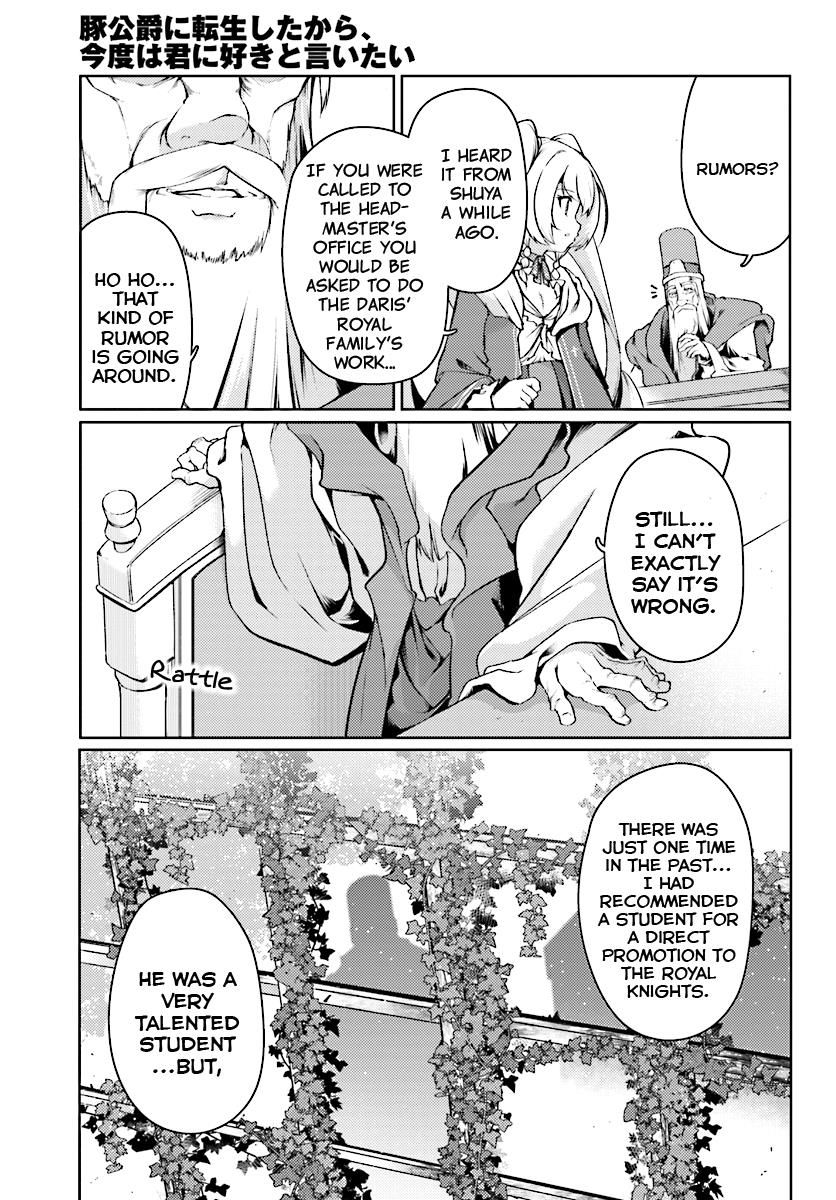 豚公爵に転生したから、
今度は君に好きと言いたい
RUMORS?
I HEARD
IT FROM
SHUYA
A WHILE
AGO.
IF YOU WERE
CALLED TO
THE HEAD-
MASTER'S
OFFICE YOU
WOULD BE
ASKED TO DO
THE DARIS'
ROYAL
FAMILY'S
WORK...
HO HO...
THAT
KIND OF
RUMOR
IS GOING
AROUND.
STILL...
I CAN'T
EXACTLY
SAY IT'S
WRONG.
Rattle
THERE WAS
JUST ONE TIME
IN THE PAST...
I HAD
RECOMMENDED
A STUDENT FOR
A DIRECT
PROMOTION TO
THE ROYAL
KNIGHTS.
HE WAS A
VERY
TALENTED
STUDENT
...BUT,